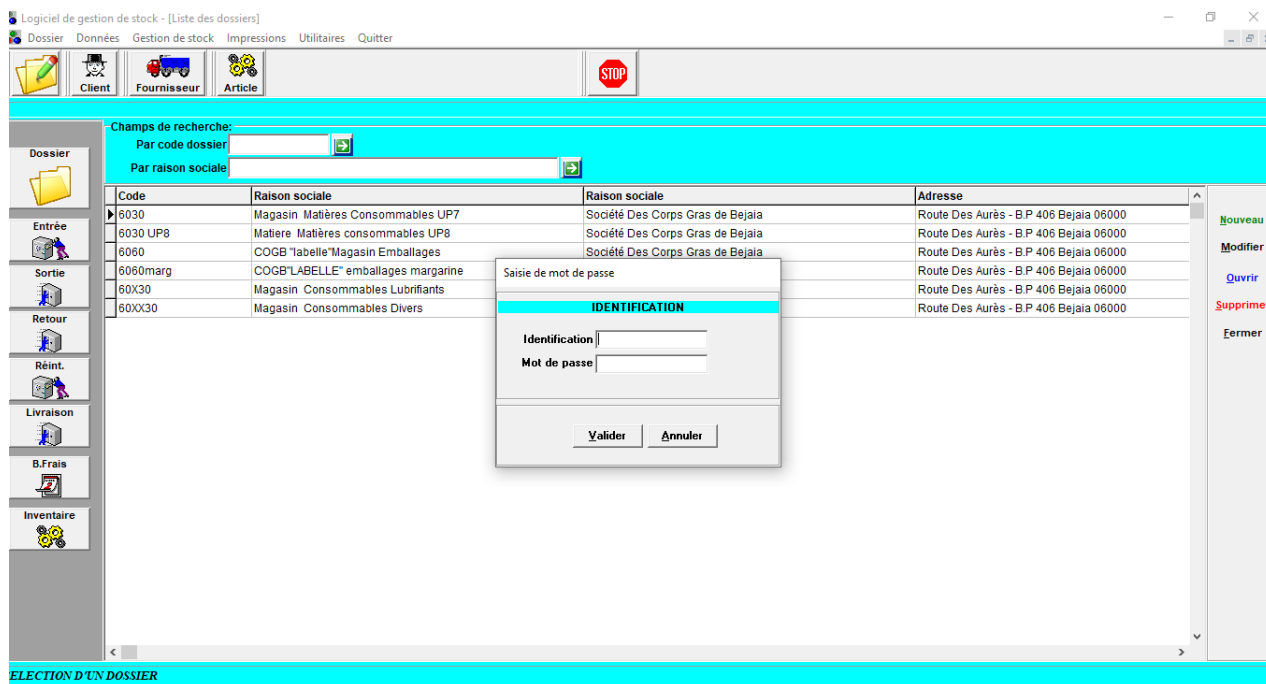 Logiciel de gestion de stock - [Liste des dossiers]
Dossier Données Gestion de stock Impressions Utilitaires Quitter
Client Fournisseur Article STOP
Champs de recherche:
Par code dossier
Par raison sociale
Dossier
Entrée
Sortie
Retour
Réint.
Livraison
B.Frais
Inventaire
Code Raison sociale Raison sociale Adresse
6030 Magasin Matières Consommables UP7 Société Des Corps Gras de Bejaia Route Des Aurès - B.P 406 Bejaia 06000
6030 UP8 Matiere Matières consommables UP8 Société Des Corps Gras de Bejaia Route Des Aurès - B.P 406 Bejaia 06000
6060 COGB "labelle"Magasin Emballages Société Des Corps Gras de Bejaia Route Des Aurès - B.P 406 Bejaia 06000
6060marg COGB"LABELLE" emballages margarine Route Des Aurès - B.P 406 Bejaia 06000
60X30 Magasin Consommables Lubrifiants Route Des Aurès - B.P 406 Bejaia 06000
60XX30 Magasin Consommables Divers Route Des Aurès - B.P 406 Bejaia 06000
Nouveau
Modifier
Ouvrir
Supprime
Fermer
Saisie de mot de passe
IDENTIFICATION
Identification
Mot de passe
Valider Annuler
ELECTION D'UN DOSSIER